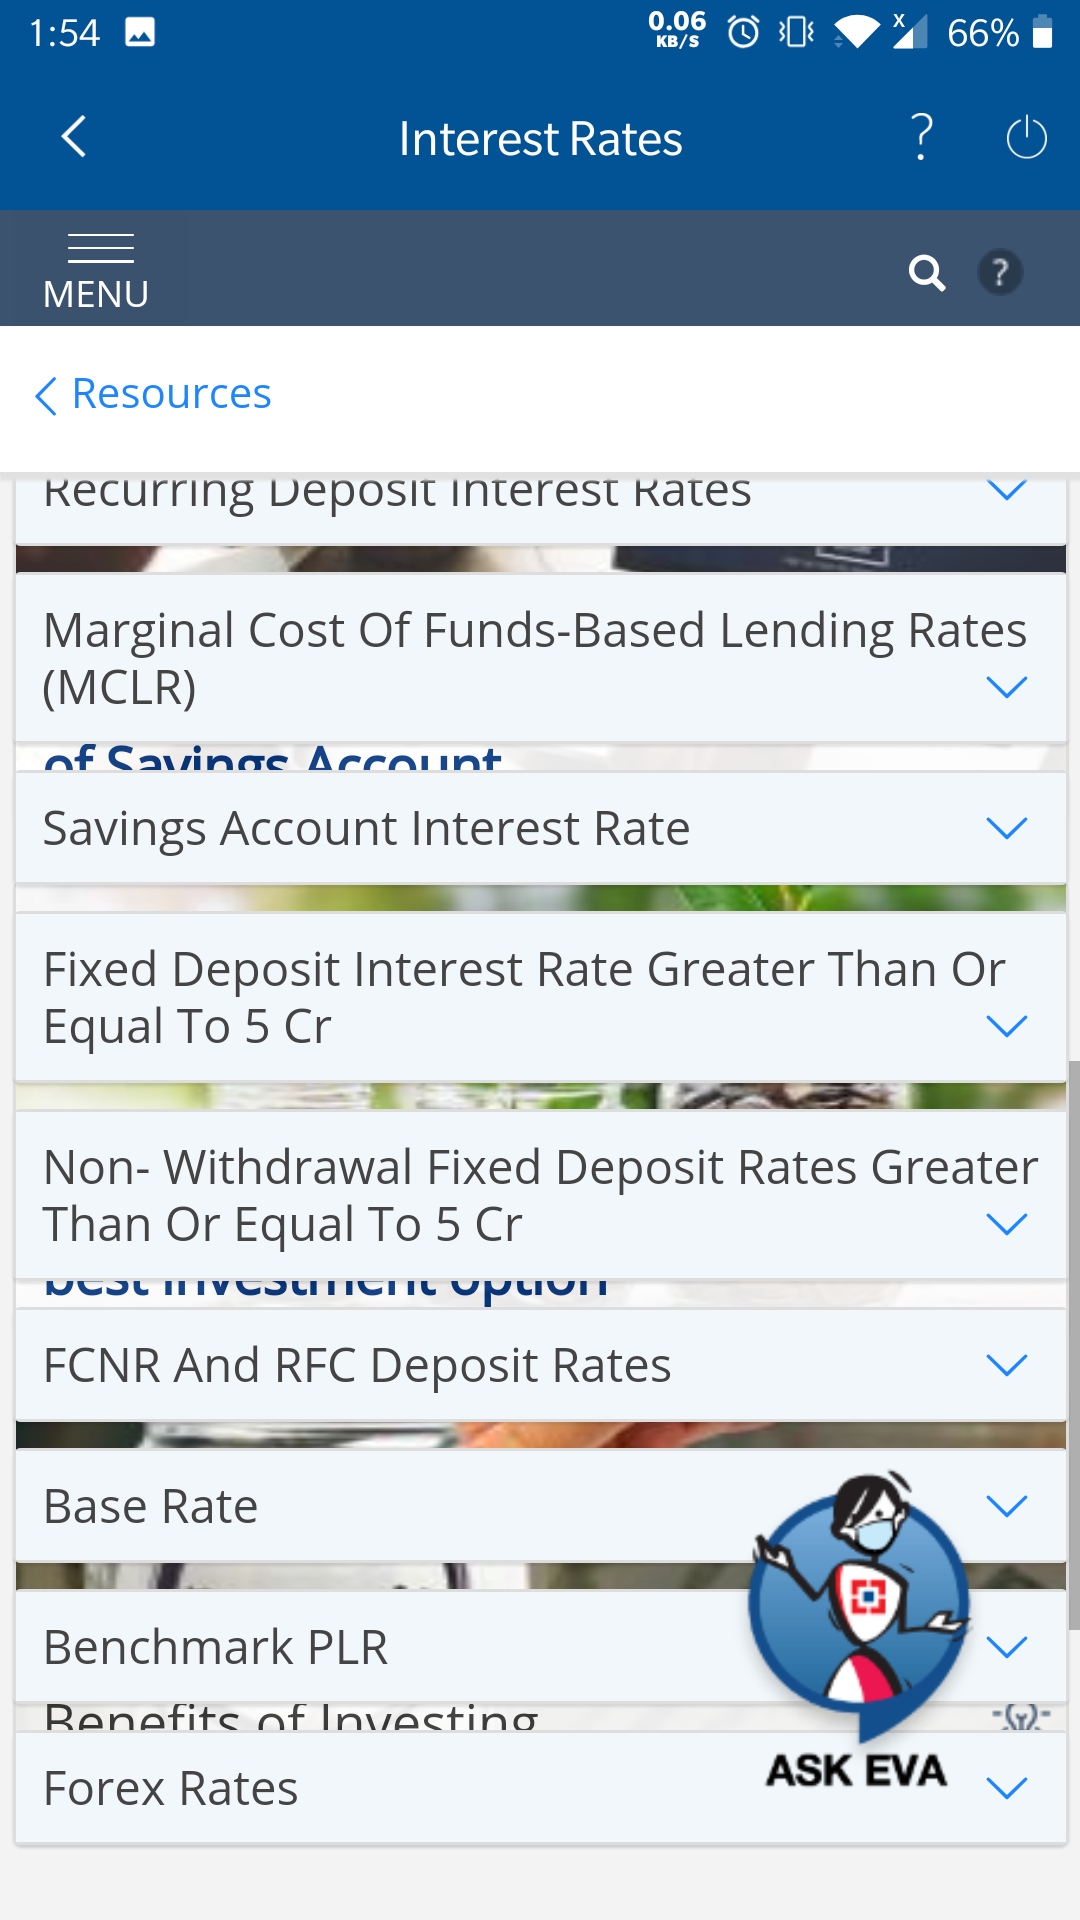 1:54
0.06
KB/S
X
66%
Interest Rates
?
MENU
?
Resources
Recurring Deposit Interest Rates
Marginal Cost Of Funds-Based Lending Rates
(MCLR)
of Savings Account
Savings Account Interest Rate
Fixed Deposit Interest Rate Greater Than Or
Equal To 5 Cr
Non- Withdrawal Fixed Deposit Rates Greater
Than Or Equal To 5 Cr
best investment option
FCNR And RFC Deposit Rates
Base Rate
Benchmark PLR
Benefits of Investing
Forex Rates
ASK EVA